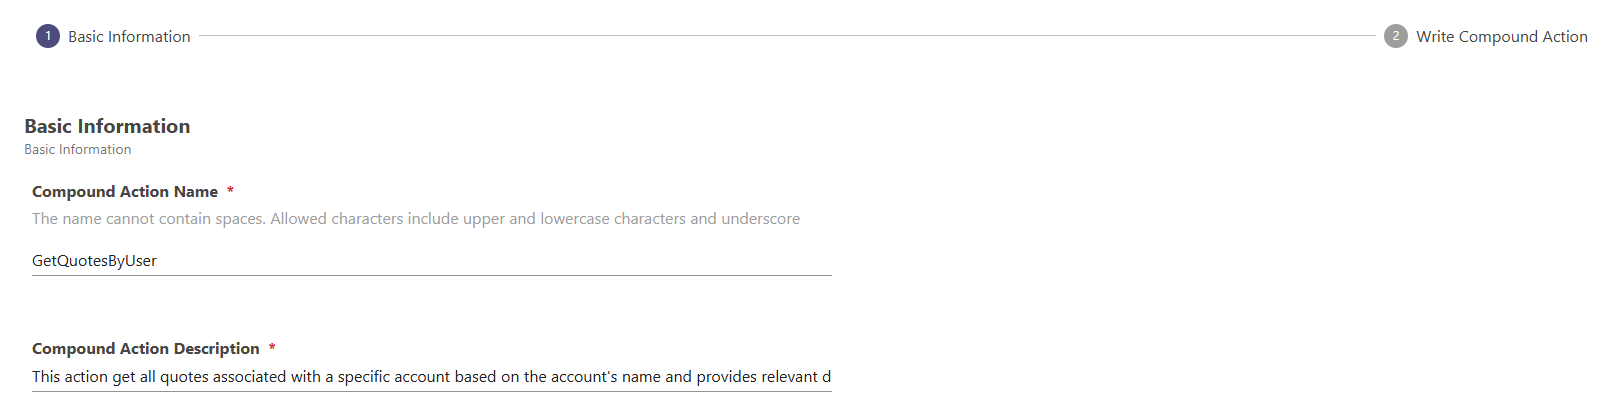 1 Basic Information
2 Write Compound Action
Basic Information
Basic Information
Compound Action Name *
The name cannot contain spaces. Allowed characters include upper and lowercase characters and underscore
GetQuotesByUser
Compound Action Description *
This action get all quotes associated with a specific account based on the account's name and provides relevant d